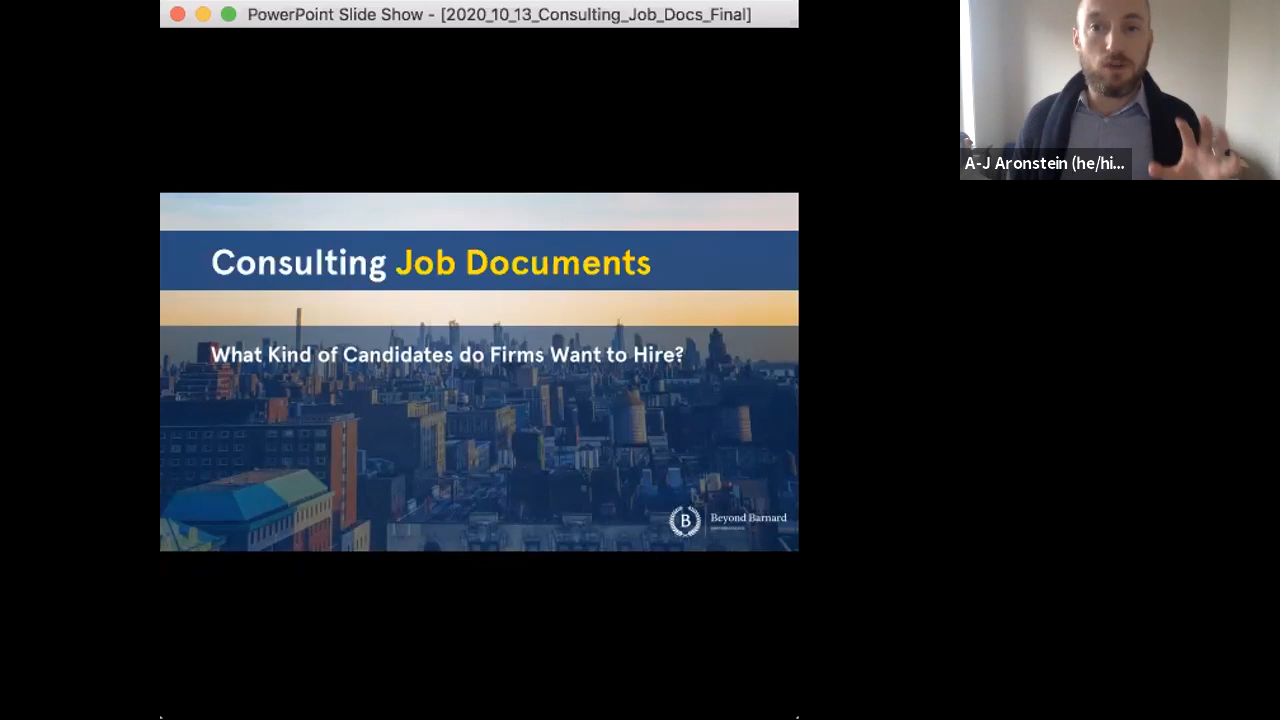 PowerPoint Slide Show - [2020_10_13_Consulting_Job_Docs_Final]
A-J Aronstein (he/hi...
Consulting Job Documents
What Kind of Candidates do Firms Want to Hire?
B
Beyond Barnard